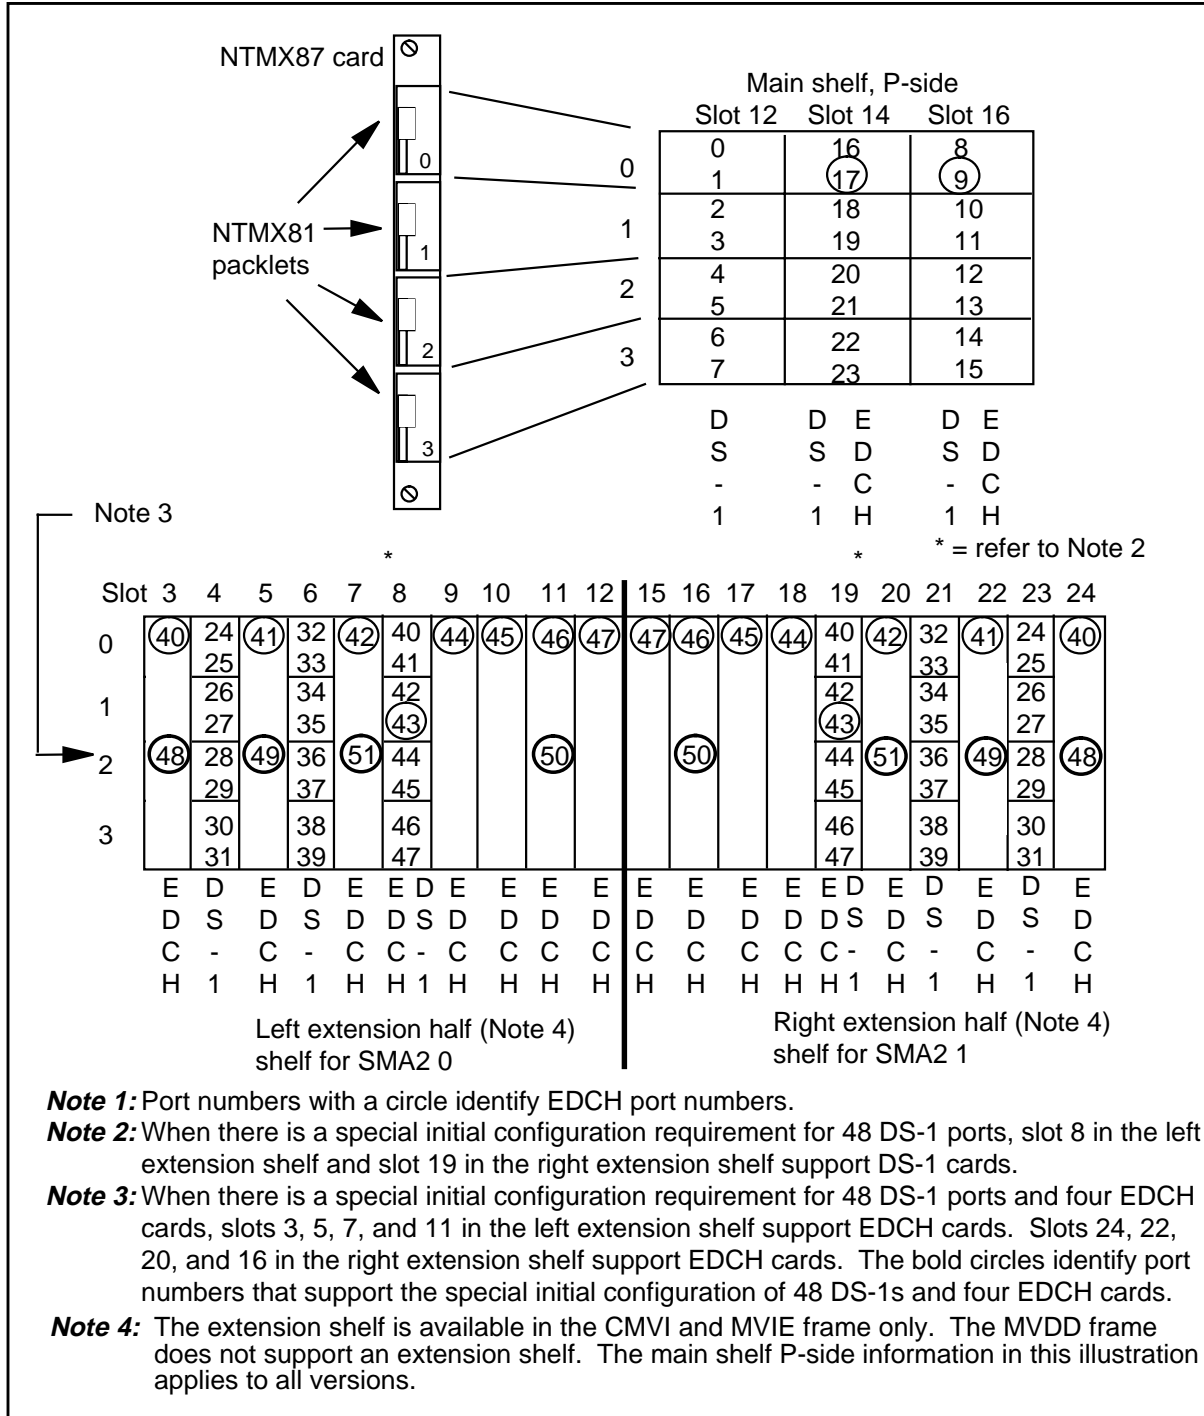 NTMX87 card
0
1
2
3
NTMX81
packlets
Main shelf, P-side
Slot 12 Slot 14 Slot 16
0 16 8
0
1 17 9
2 18 10
1
3 19 11
4 20 12
2
5 21 13
6 22 14
3
7 23 15
D D E D E
S S D S D
- - C - C
1 1 H 1 H
Note 3
* * * = refer to Note 2
Slot 3 4 5 6 7 8 9 10 11 12 15 16 17 18 19 20 21 22 23 24
0 40 24 41 32 42 40 44 45 46 47 47 46 45 44 40 42 32 41 24 40
25 33 41 41 33 25
1 26 34 42 42 34 26
27 35 43 43 35 27
2 48 28 49 36 51 44 50 50 44 51 36 49 28 48
29 37 45 45 37 29
3 30 38 46 46 38 30
31 39 47 47 39 31
E D E D E E D E E E E E E E E E D E D E D E
D S D S D D S D D D D D D D D D S D S D S D
C - C - C C - C C C C C C C C C - C - C - C
H 1 H 1 H H 1 H H H H H H H H H 1 H 1 H 1 H
Left extension half (Note 4)
shelf for SMA2 0
Right extension half (Note 4)
shelf for SMA2 1
Note 1: Port numbers with a circle identify EDCH port numbers.
Note 2: When there is a special initial configuration requirement for 48 DS-1 ports, slot 8 in the left
extension shelf and slot 19 in the right extension shelf support DS-1 cards.
Note 3: When there is a special initial configuration requirement for 48 DS-1 ports and four EDCH
cards, slots 3, 5, 7, and 11 in the left extension shelf support EDCH cards. Slots 24, 22,
20, and 16 in the right extension shelf support EDCH cards. The bold circles identify port
numbers that support the special initial configuration of 48 DS-1s and four EDCH cards.
Note 4: The extension shelf is available in the CMVI and MVIE frame only. The MVDD frame
does not support an extension shelf. The main shelf P-side information in this illustration
applies to all versions.